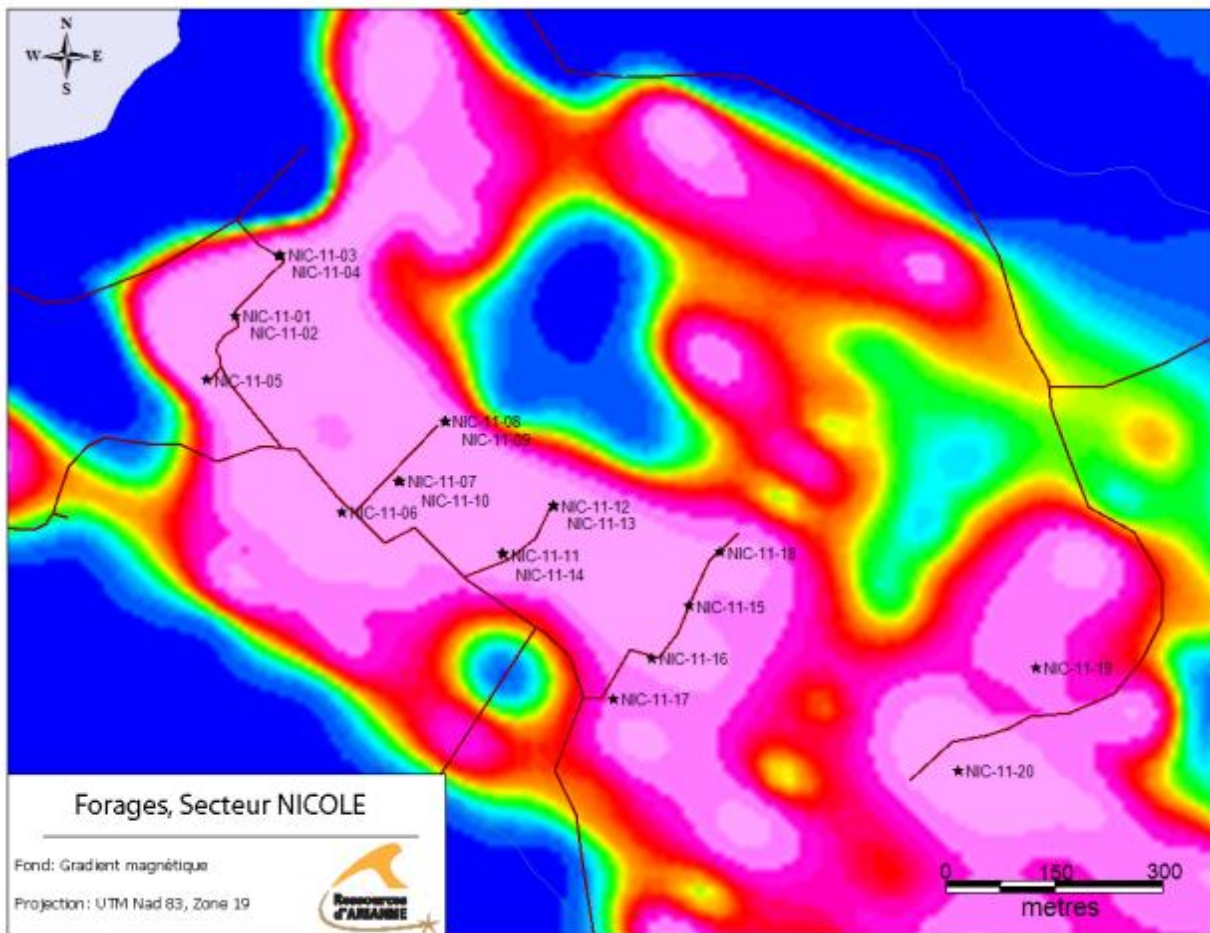 N
W E
S
NIC-11-03
NIC-11-04
NIC-11-01
NIC-11-02
NIC-11-05
NIC-11-08
NIC-11-09
NIC-11-07
NIC-11-10
NIC-11-06
NIC-11-12
NIC-11-13
NIC-11-11
NIC-11-14
NIC-11-18
NIC-11-15
NIC-11-16
NIC-11-19
NIC-11-17
NIC-11-20
Forages, Secteur NICOLE
Fond: Gradient magnétique
Projection: UTM Nad 83, Zone 19
Ressources
d'ARIANNE
0 150 300
metres